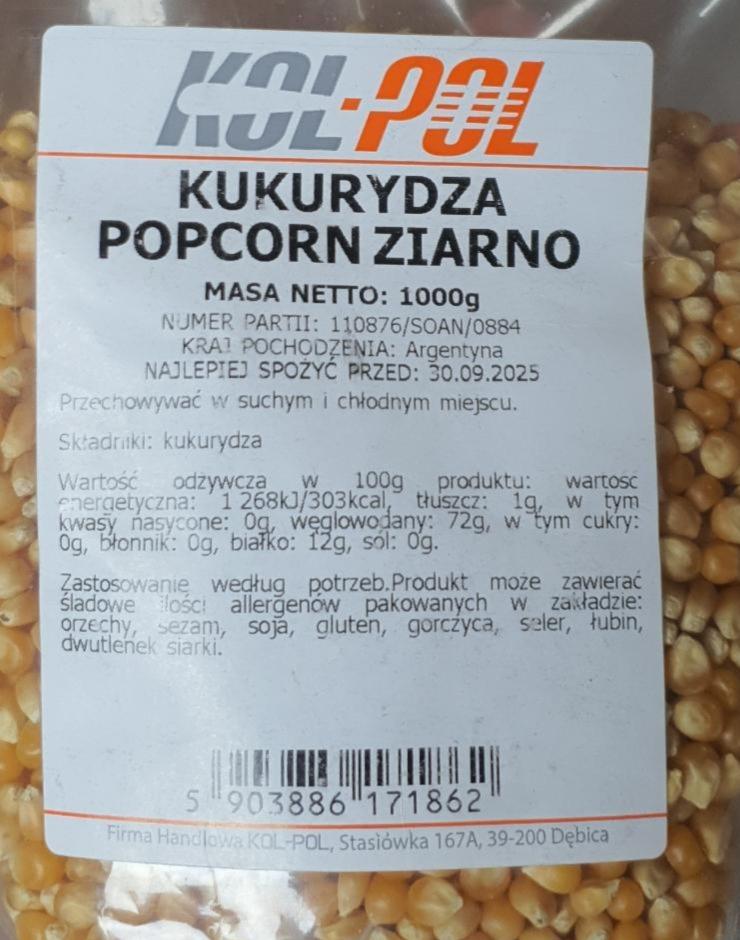 KOL-POL
KUKURYDZA
POPCORN ZIARNO
MASA NETTO: 1000g
NUMER PARTII: 110876/SOAN/0884
KRAJ POCHODZENIA: Argentyna
NAJLEPIEJ SPOŻYĆ PRZED: 30.09.2025
Przechowywać w suchym i chłodnym miejscu.
Składniki: kukurydza
Wartość odżywcza w 100g produktu: wartość
energetyczna: 1 268kJ/303kcal, tłuszcz: 1g, w tym
kwasy nasycone: 0g, węglowodany: 72g, w tym cukry:
0g, błonnik: 0g, białko: 12g, sól: 0g.
Zastosowanie według potrzeb.Produkt może zawierać
śladowe ilości allergenów pakowanych w zakładzie:
orzechy, sezam, soja, gluten, gorczyca, seler, łubin,
dwutlenek siarki.
5 903886 171862
Firma Handlowa KOL-POL, Stasiówka 167A, 39-200 Dębica